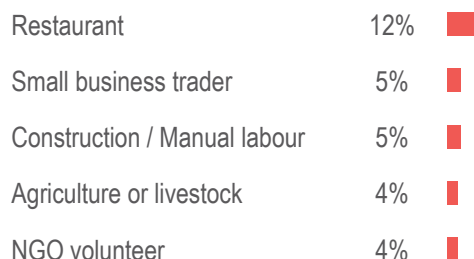 Restaurant 12%
Small business trader 5%
Construction / Manual labour 5%
Agriculture or livestock 4%
NGO volunteer 4%